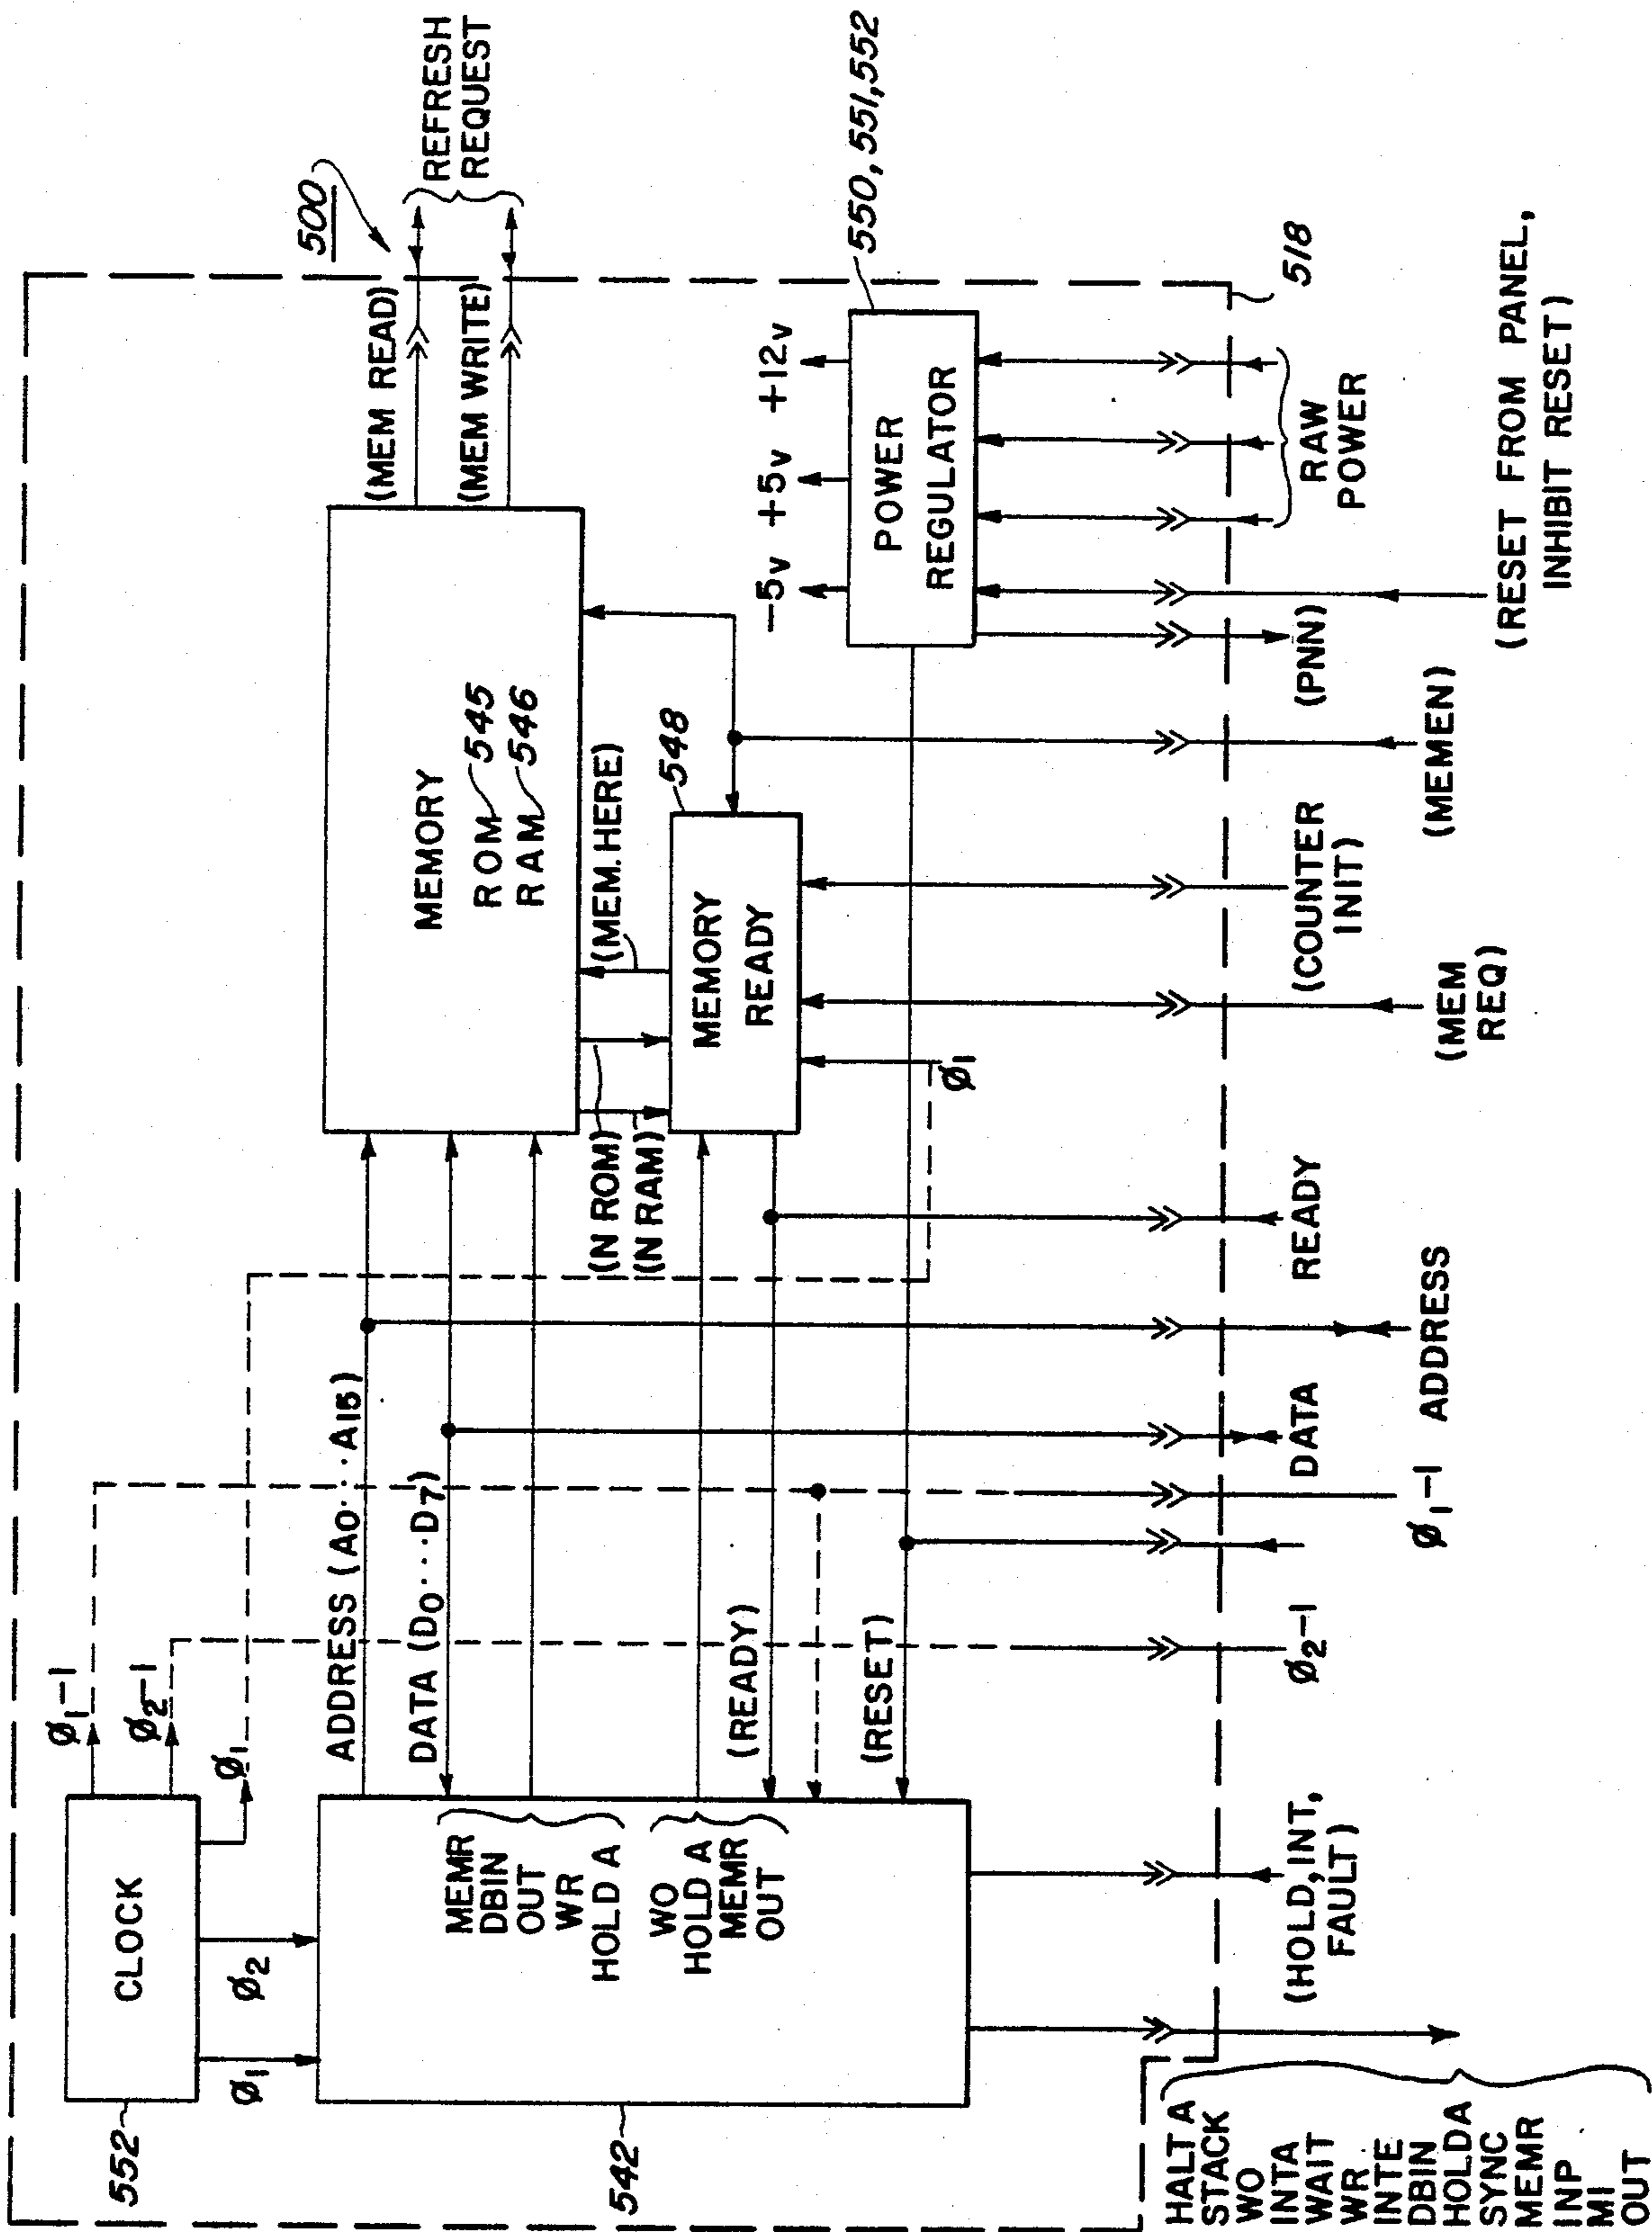 500
REFRESH
REQUEST
552
CLOCK
Ø1-1
Ø2-1
Ø1
Ø1
Ø2
542
ADDRESS (A0...A15)
DATA (D0...D7)
MEMR
DBIN
OUT
WR
HOLD A
WO
HOLD A
MEMR
OUT
(READY)
(RESET)
MEMORY
ROM 545
RAM 546
(MEM READ)
(MEM WRITE)
(N ROM)
(N RAM)
(MEM.HERE)
548
MEMORY
READY
Ø1
-5v +5v +12v
POWER
REGULATOR
550, 551, 552
518
HALT A
STACK
WO
INTA
WAIT
WR
INTE
DBIN
HOLDA
SYNC
MEMR
INP
MI
OUT
(HOLD, INT,
FAULT)
Ø2-1
Ø1-1
DATA
ADDRESS
READY
(MEM
REQ)
(COUNTER
INIT)
(MEMEN)
(PNN)
RAW
POWER
(RESET FROM PANEL,
INHIBIT RESET)